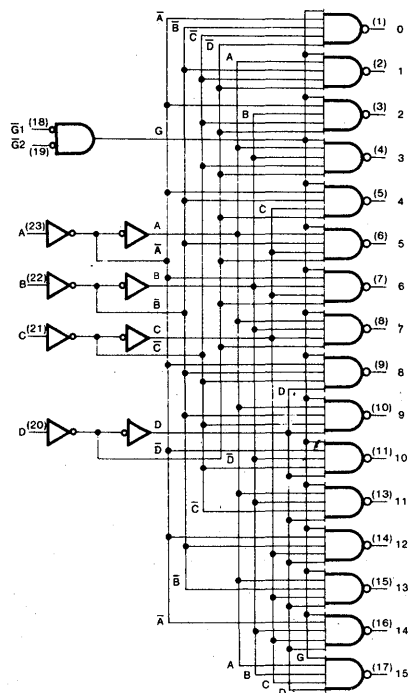 A̅
B̅
C̅
D̅
(1) 0
A
(2) 1
B
(3) 2
G̅1 (18)
G
G̅2 (19)
(4) 3
(5) 4
C
(6) 5
A (23)
A
A̅
(7) 6
B (22)
B
B̅
(8) 7
C (21)
C
C̅
(9) 8
D
(10) 9
D (20)
D
D̅
D̅
(11) 10
C̅
(13) 11
(14) 12
B̅
(15) 13
A̅
(16) 14
G
A
B
(17) 15
C
D